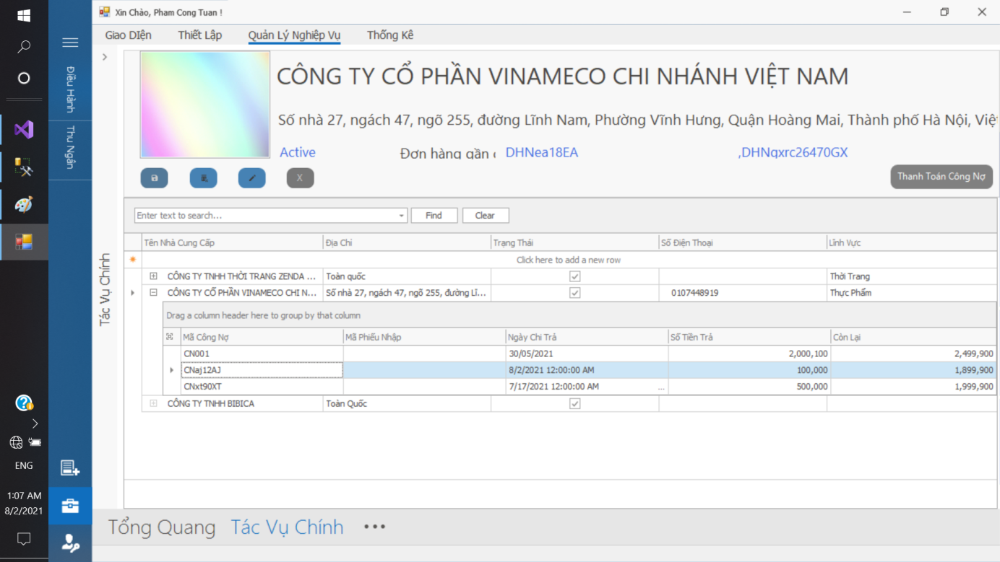 Xin Chào, Pham Cong Tuan !
Giao DIện Thiết Lập Quản Lý Nghiệp Vụ Thống Kê
Điều Hành
Thu Ngân
CÔNG TY CỔ PHẦN VINAMECO CHI NHÁNH VIỆT NAM
Số nhà 27, ngách 47, ngõ 255, đường Lĩnh Nam, Phường Vĩnh Hưng, Quận Hoàng Mai, Thành phố Hà Nội, Việt
Active Đơn hàng gần DHNea18EA ,DHNqxrc26470GX
X
Thanh Toán Công Nợ
Enter text to search... Find Clear
Tác Vụ Chính
Tên Nhà Cung Cấp Địa Chỉ Trạng Thái Số Điện Thoại Lĩnh Vực
Click here to add a new row
CÔNG TY TNHH THỜI TRANG ZENDA ... Toàn quốc Thời Trang
CÔNG TY CỔ PHẦN VINAMECO CHI N... Số nhà 27, ngách 47, ngõ 255, đường Lĩ... 0107448919 Thực Phẩm
Drag a column header here to group by that column
Mã Công Nợ Mã Phiếu Nhập Ngày Chi Trả Số Tiền Trả Còn Lại
CN001 30/05/2021 2,000,100 2,499,900
CNaj12AJ 8/2/2021 12:00:00 AM 100,000 1,899,900
CNxt90XT 7/17/2021 12:00:00 AM ... 500,000 1,999,900
CÔNG TY TNHH BIBICA Toàn Quốc
ENG
1:07 AM
8/2/2021
Tổng Quang Tác Vụ Chính •••